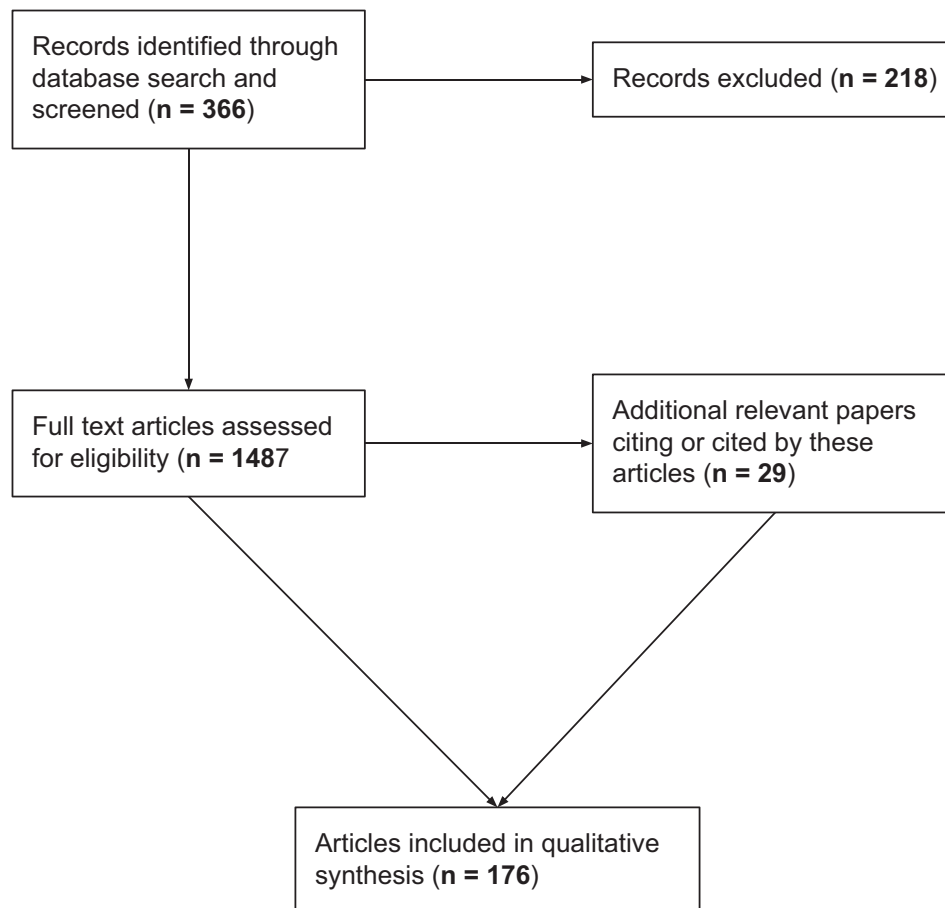 Records identified through
database search and
screened (n = 366)
Records excluded (n = 218)
Full text articles assessed
for eligibility (n = 1487
Additional relevant papers
citing or cited by these
articles (n = 29)
Articles included in qualitative
synthesis (n = 176)